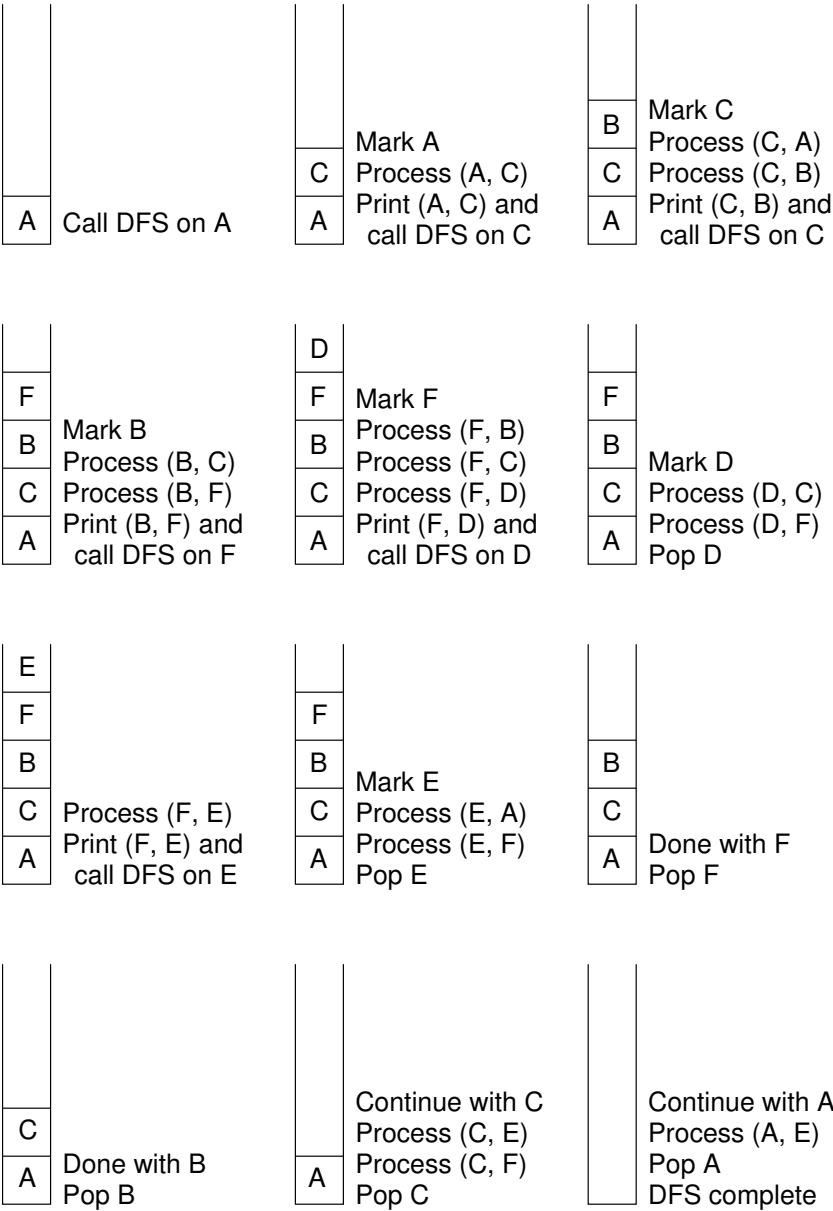 A
Call DFS on A
C
A
Mark A
Process (A, C)
Print (A, C) and
call DFS on C
B
C
A
Mark C
Process (C, A)
Process (C, B)
Print (C, B) and
call DFS on C
F
B
C
A
Mark B
Process (B, C)
Process (B, F)
Print (B, F) and
call DFS on F
D
F
B
C
A
Mark F
Process (F, B)
Process (F, C)
Process (F, D)
Print (F, D) and
call DFS on D
F
B
C
A
Mark D
Process (D, C)
Process (D, F)
Pop D
E
F
B
C
A
Process (F, E)
Print (F, E) and
call DFS on E
F
B
C
A
Mark E
Process (E, A)
Process (E, F)
Pop E
B
C
A
Done with F
Pop F
C
A
Done with B
Pop B
A
Continue with C
Process (C, E)
Process (C, F)
Pop C
Continue with A
Process (A, E)
Pop A
DFS complete